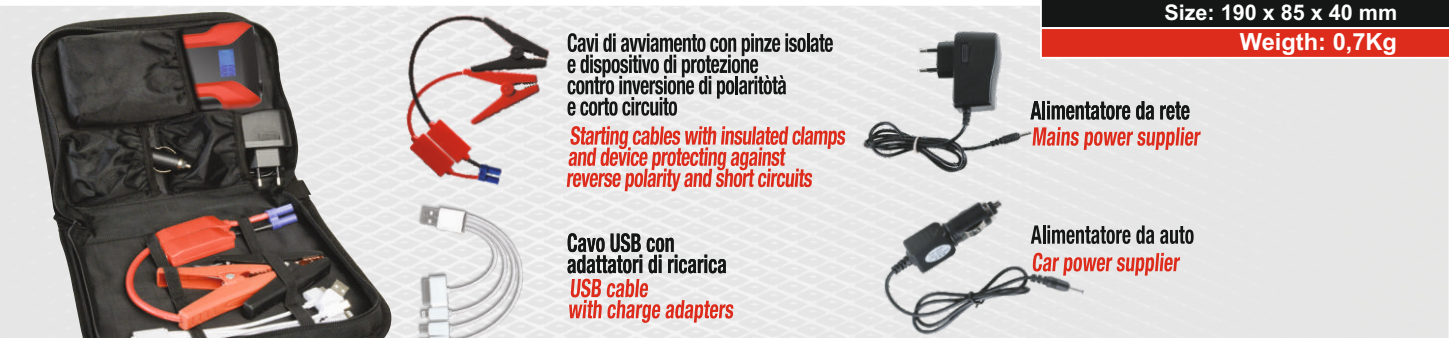 Size: 190 x 85 x 40 mm
Weigth: 0,7Kg
Cavi di avviamento con pinze isolate
e dispositivo di protezione
contro inversione di polaritòtà
e corto circuito
Starting cables with insulated clamps
and device protecting against
reverse polarity and short circuits
Alimentatore da rete
Mains power supplier
Cavo USB con
adattatori di ricarica
USB cable
with charge adapters
Alimentatore da auto
Car power supplier